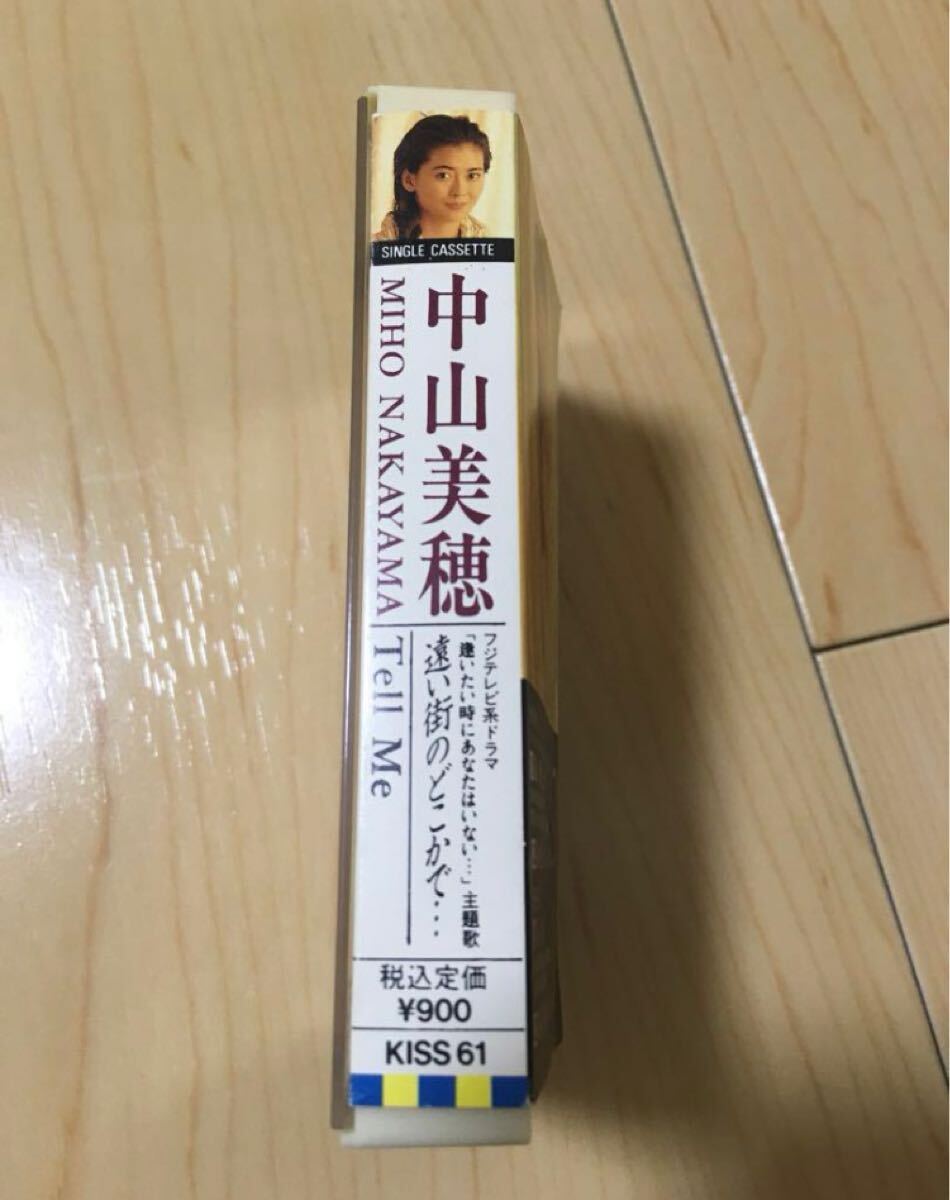 SINGLE CASSETTE
中山美穂
MIHO NAKAYAMA
フジテレビ系ドラマ
「逢いたい時にあなたはいない…」主題歌
遠い街のどこかで…
Tell Me
税込定価
¥900
KISS 61